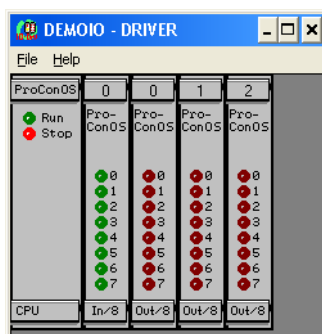 DEMOIO - DRIVER
File Help
ProConOS 0 0 1 2
Run
Stop
Pro-
ConOS
0
1
2
3
4
5
6
7
Pro-
ConOS
0
1
2
3
4
5
6
7
Pro-
ConOS
0
1
2
3
4
5
6
7
Pro-
ConOS
0
1
2
3
4
5
6
7
CPU In/8 Out/8 Out/8 Out/8